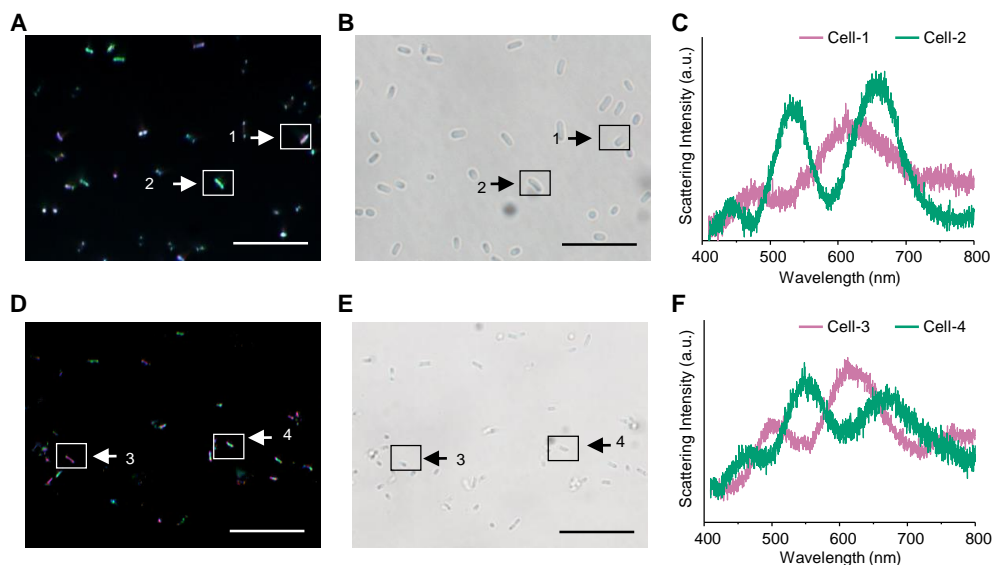 A
1
2
B
1
2
C
Cell-1 Cell-2
Scattering Intensity (a.u.)
400 500 600 700 800
Wavelength (nm)
D
3
4
E
3
4
F
Cell-3 Cell-4
Scattering Intensity (a.u.)
400 500 600 700 800
Wavelength (nm)